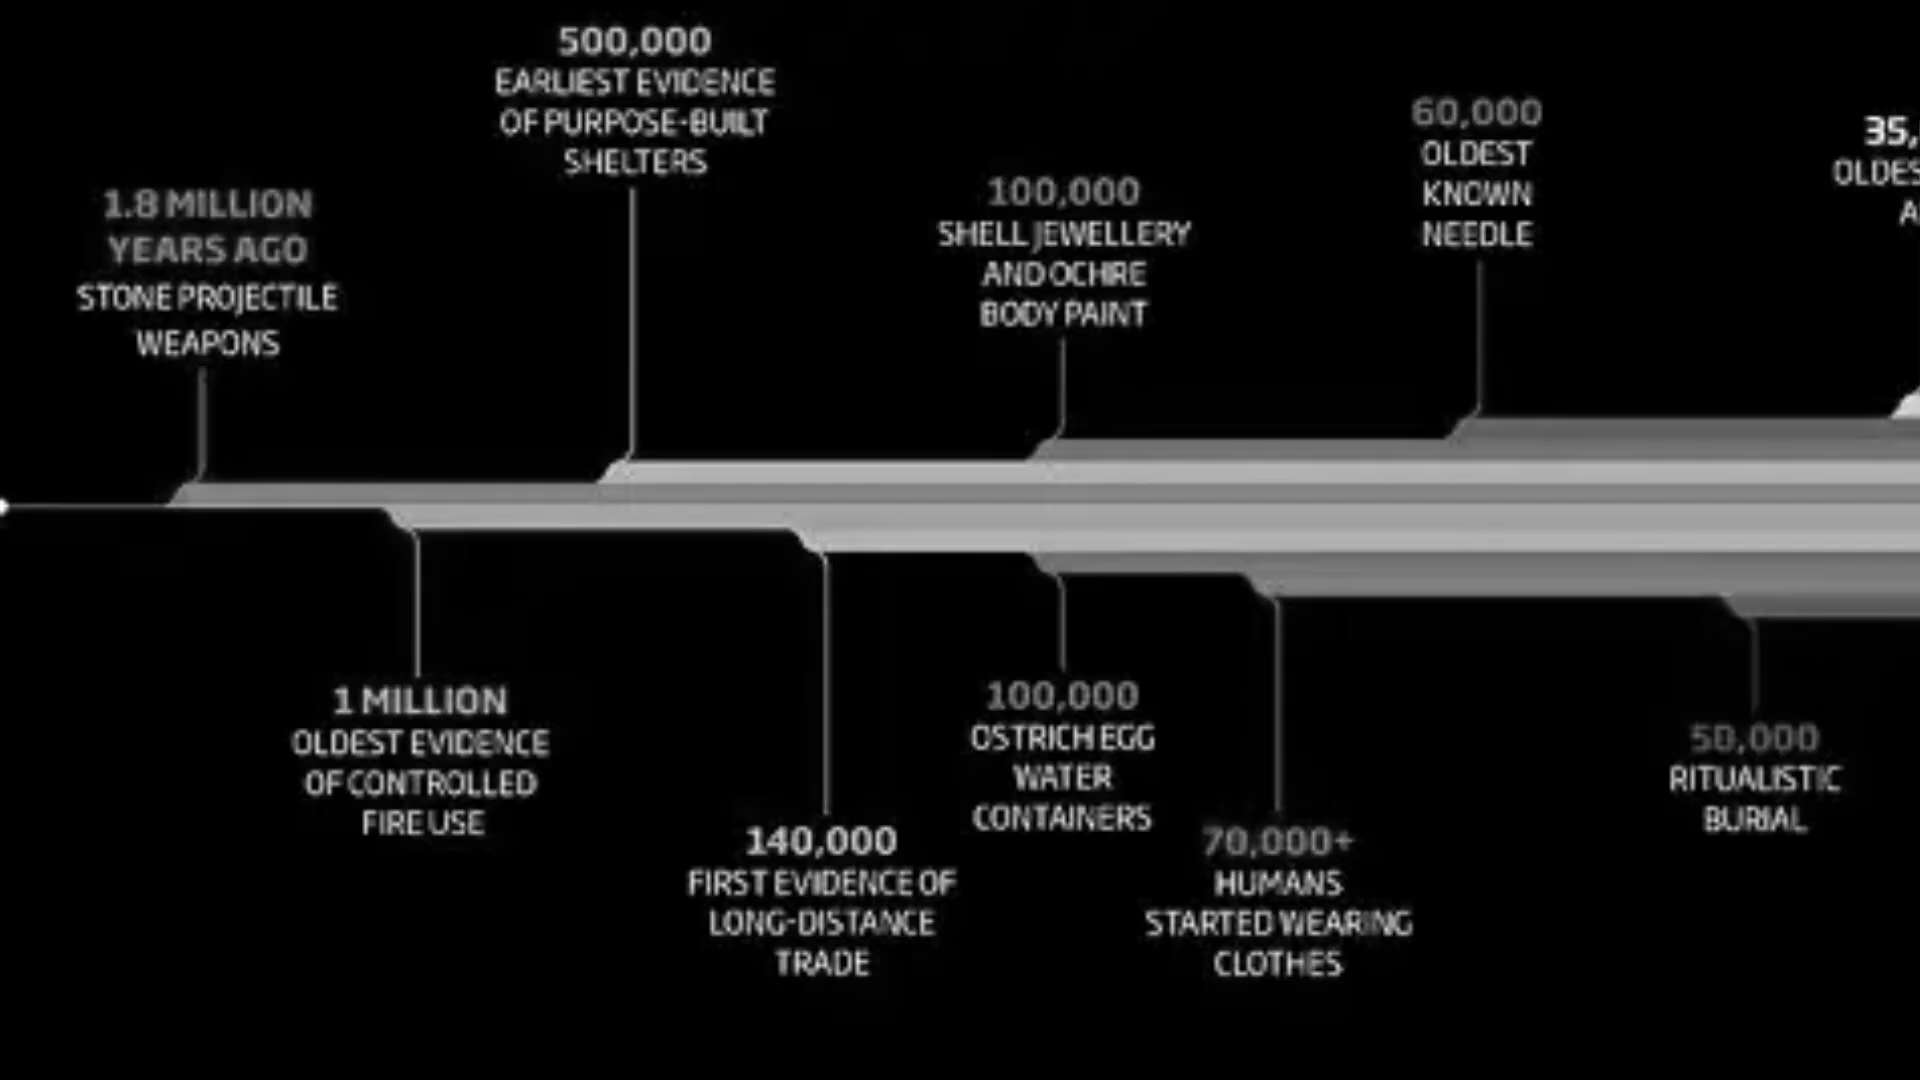 500,000
EARLIEST EVIDENCE
OF PURPOSE-BUILT
SHELTERS
60,000
OLDEST
KNOWN
NEEDLE
35,
1.8 MILLION
YEARS AGO
STONE PROJECTILE
WEAPONS
100,000
SHELL JEWELLERY
AND OCHRE
BODY PAINT
1 MILLION
OLDEST EVIDENCE
OF CONTROLLED
FIRE USE
140,000
FIRST EVIDENCE OF
LONG-DISTANCE
TRADE
100,000
OSTRICH EGG
WATER
CONTAINERS
70,000+
HUMANS
STARTED WEARING
CLOTHES
50,000
RITUALISTIC
BURIAL